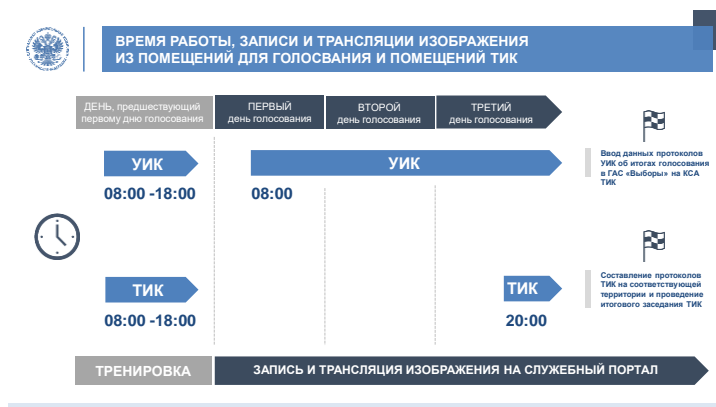 ВРЕМЯ РАБОТЫ, ЗАПИСИ И ТРАНСЛЯЦИИ ИЗОБРАЖЕНИЯ
ИЗ ПОМЕЩЕНИЙ ДЛЯ ГОЛОСВАНИЯ И ПОМЕЩЕНИЙ ТИК
ДЕНЬ, предшествующий
первому дню голосования
ПЕРВЫЙ
день голосования
ВТОРОЙ
день голосования
ТРЕТИЙ
день голосования
УИК
08:00 -18:00
УИК
08:00
Ввод данных протоколов
УИК об итогах голосования
в ГАС «Выборы» на КСА
ТИК
ТИК
08:00 -18:00
ТИК
20:00
Составление протоколов
ТИК на соответствующей
территории и проведение
итогового заседания ТИК
ТРЕНИРОВКА
ЗАПИСЬ И ТРАНСЛЯЦИЯ ИЗОБРАЖЕНИЯ НА СЛУЖЕБНЫЙ ПОРТАЛ